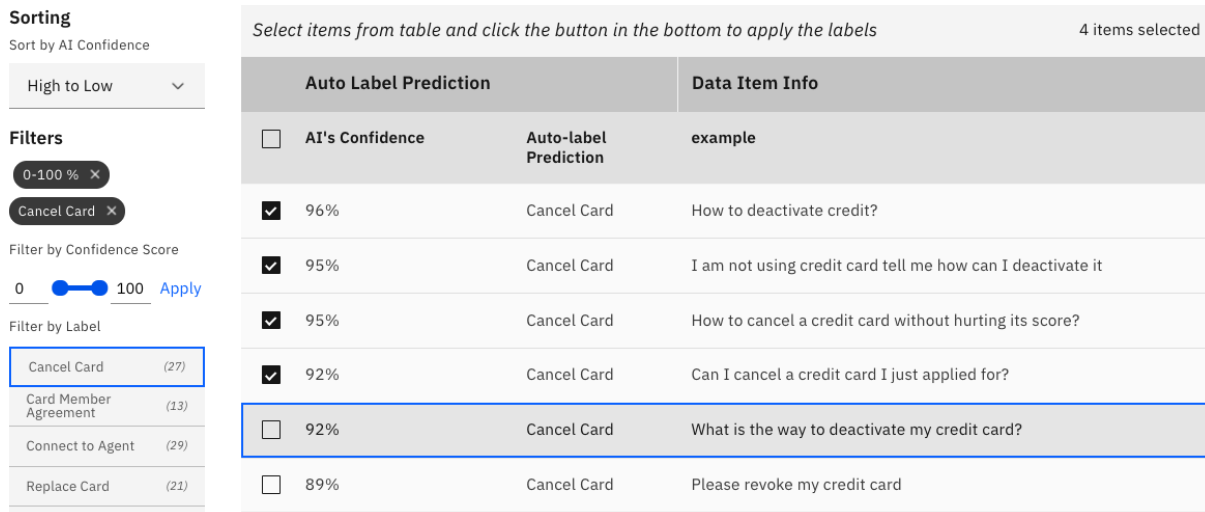 Sorting
Sort by AI Confidence
High to Low
Filters
0-100 % ×
Cancel Card ×
Filter by Confidence Score
0 100 Apply
Filter by Label
Cancel Card (27)
Card Member
Agreement (13)
Connect to Agent (29)
Replace Card (21)
Select items from table and click the button in the bottom to apply the labels 4 items selected
Auto Label Prediction Data Item Info
AI's Confidence Auto-label example
Prediction
96% Cancel Card How to deactivate credit?
95% Cancel Card I am not using credit card tell me how can I deactivate it
95% Cancel Card How to cancel a credit card without hurting its score?
92% Cancel Card Can I cancel a credit card I just applied for?
92% Cancel Card What is the way to deactivate my credit card?
89% Cancel Card Please revoke my credit card